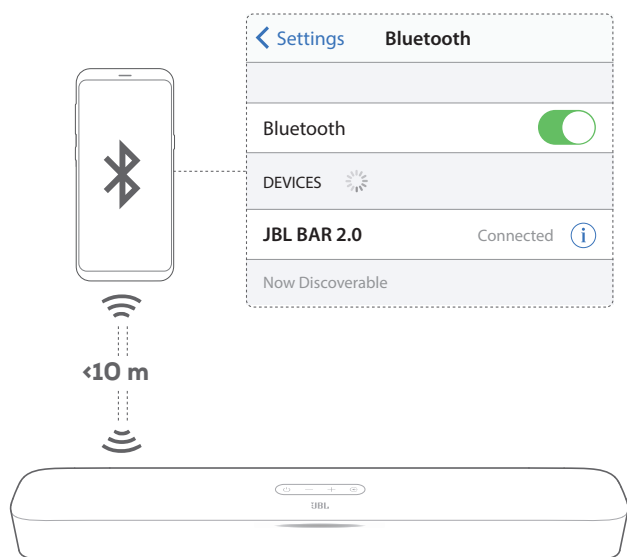 Settings Bluetooth
Bluetooth
DEVICES
JBL BAR 2.0 Connected i
Now Discoverable
<10 m
JBL